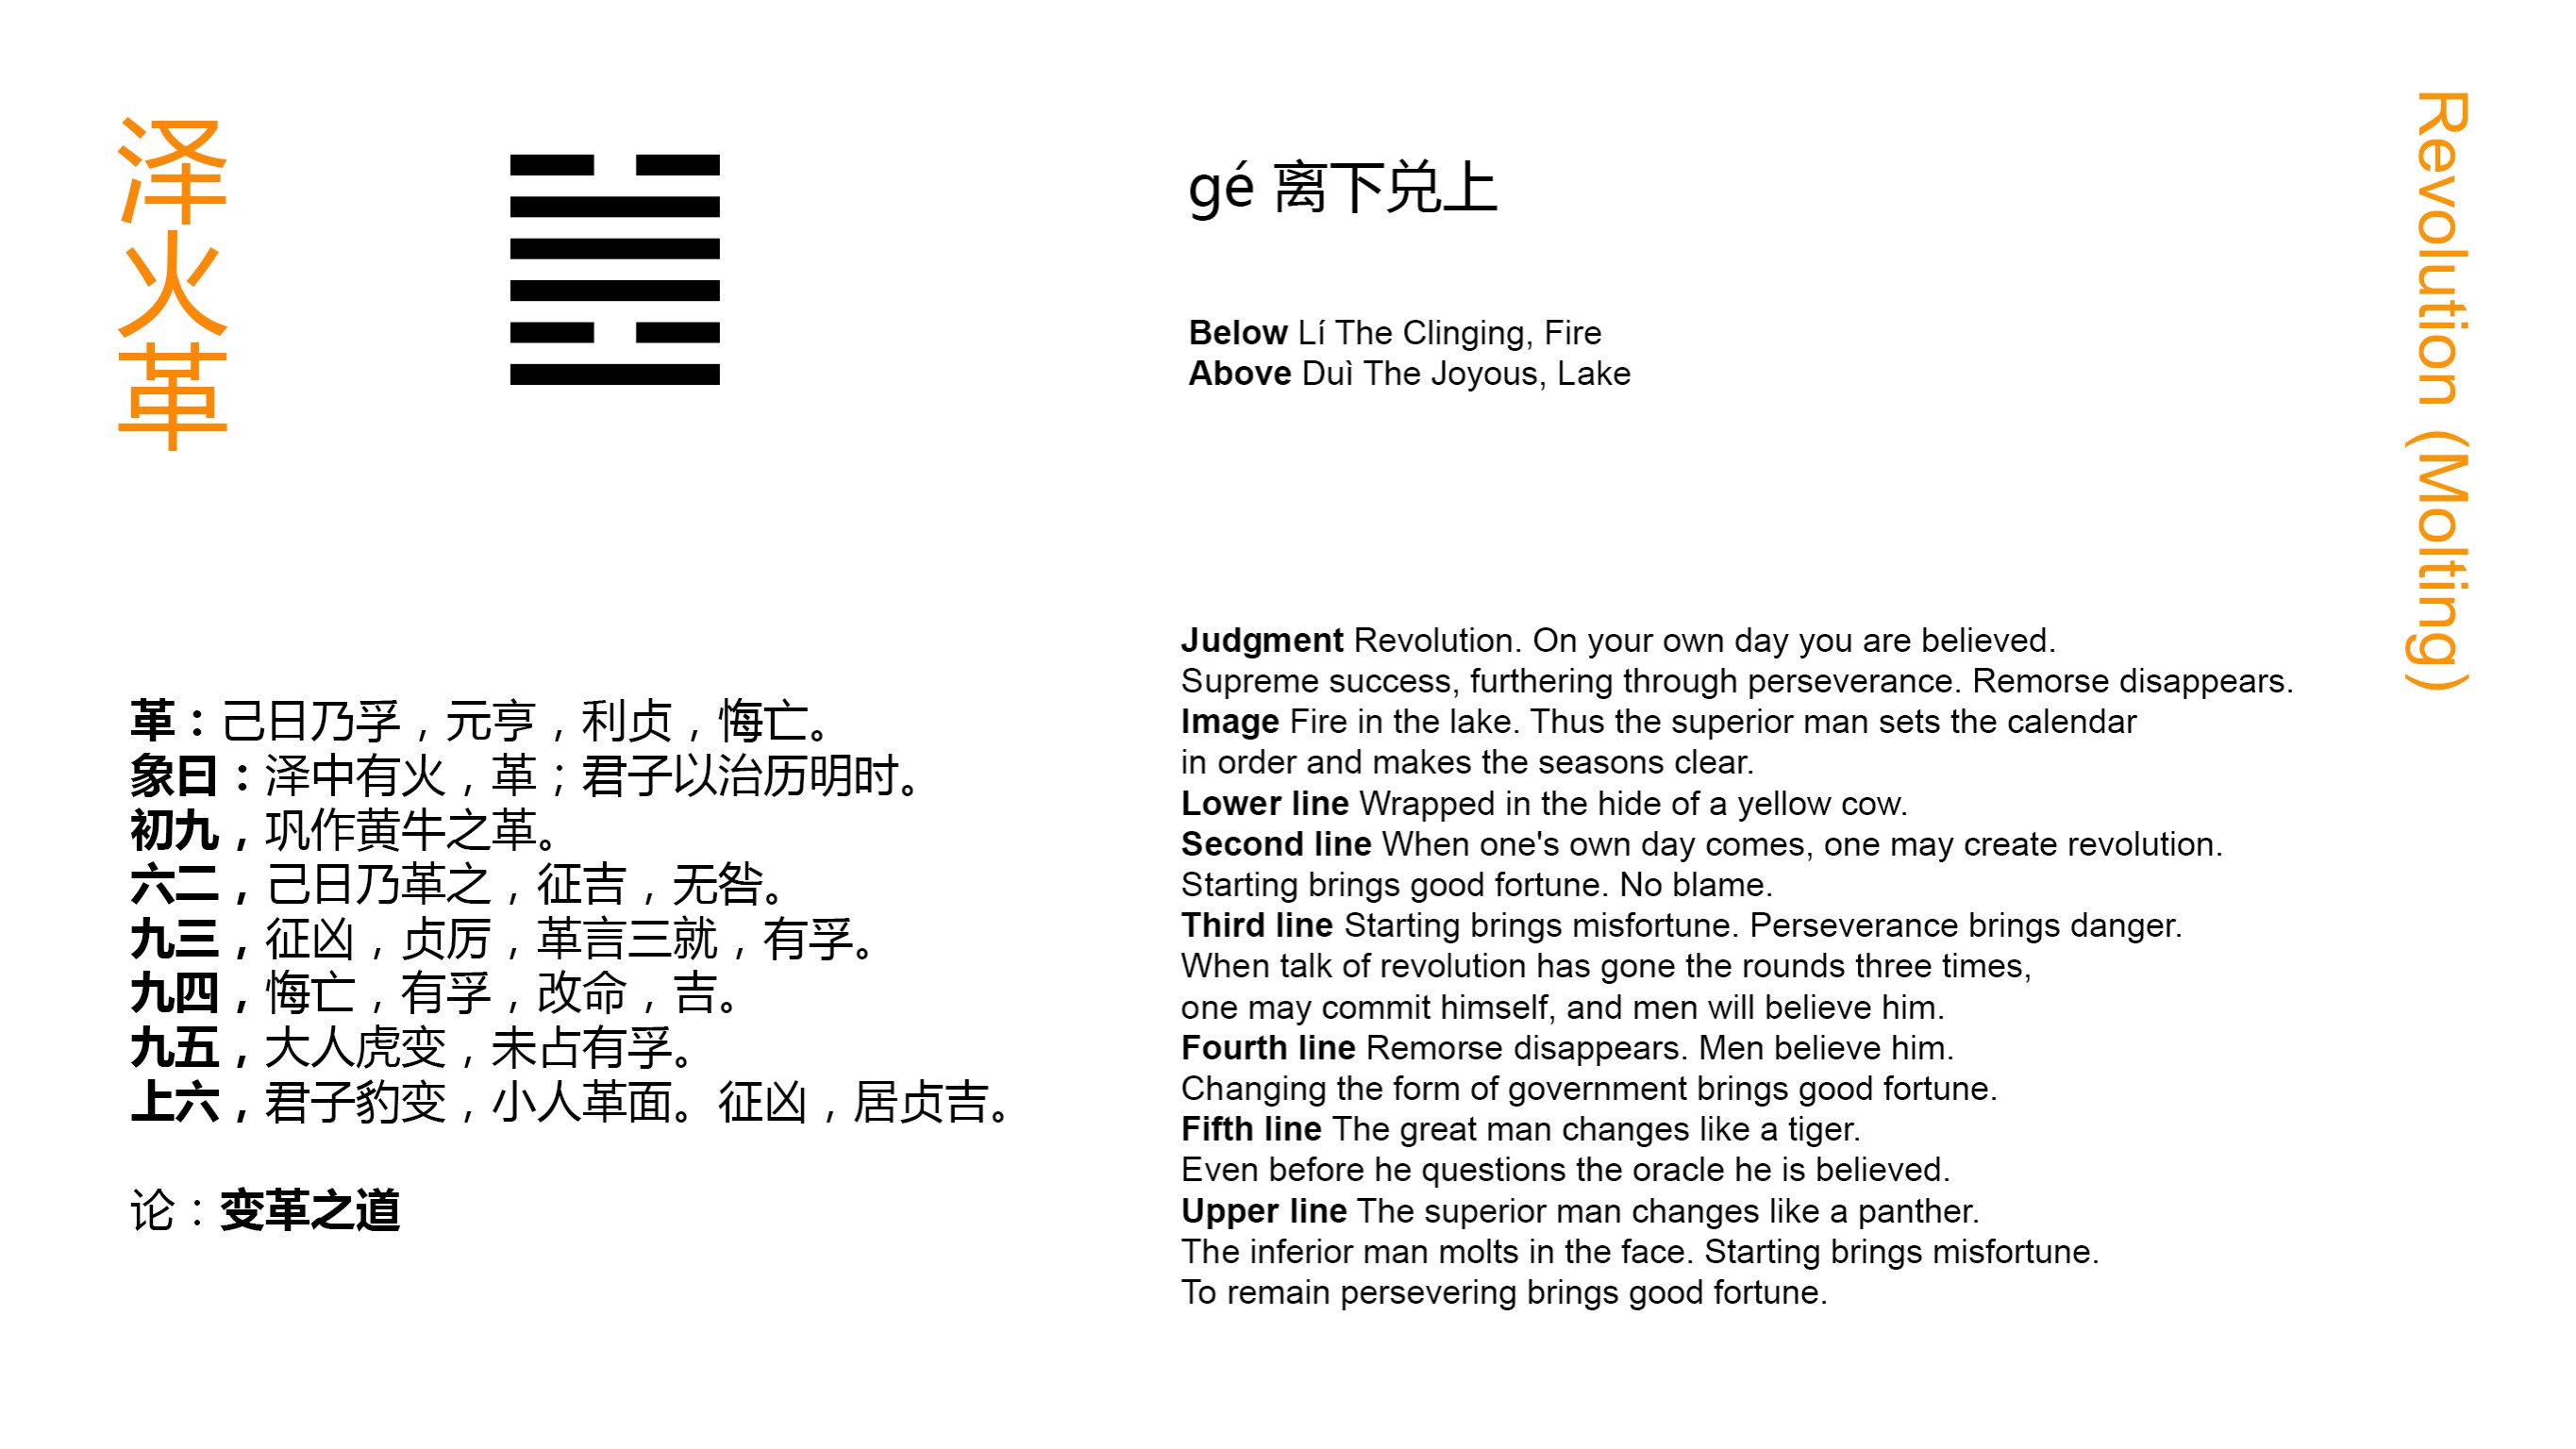 泽火革
gé 离下兑上
Below Lí The Clinging, Fire
Above Duì The Joyous, Lake
Revolution (Molting)
革：己日乃孚，元亨，利贞，悔亡。
象曰：泽中有火，革；君子以治历明时。
初九，巩作黄牛之革。
六二，己日乃革之，征吉，无咎。
九三，征凶，贞厉，革言三就，有孚。
九四，悔亡，有孚，改命，吉。
九五，大人虎变，未占有孚。
上六，君子豹变，小人革面。征凶，居贞吉。
论：变革之道
Judgment Revolution. On your own day you are believed.
Supreme success, furthering through perseverance. Remorse disappears.
Image Fire in the lake. Thus the superior man sets the calendar
in order and makes the seasons clear.
Lower line Wrapped in the hide of a yellow cow.
Second line When one's own day comes, one may create revolution.
Starting brings good fortune. No blame.
Third line Starting brings misfortune. Perseverance brings danger.
When talk of revolution has gone the rounds three times,
one may commit himself, and men will believe him.
Fourth line Remorse disappears. Men believe him.
Changing the form of government brings good fortune.
Fifth line The great man changes like a tiger.
Even before he questions the oracle he is believed.
Upper line The superior man changes like a panther.
The inferior man molts in the face. Starting brings misfortune.
To remain persevering brings good fortune.